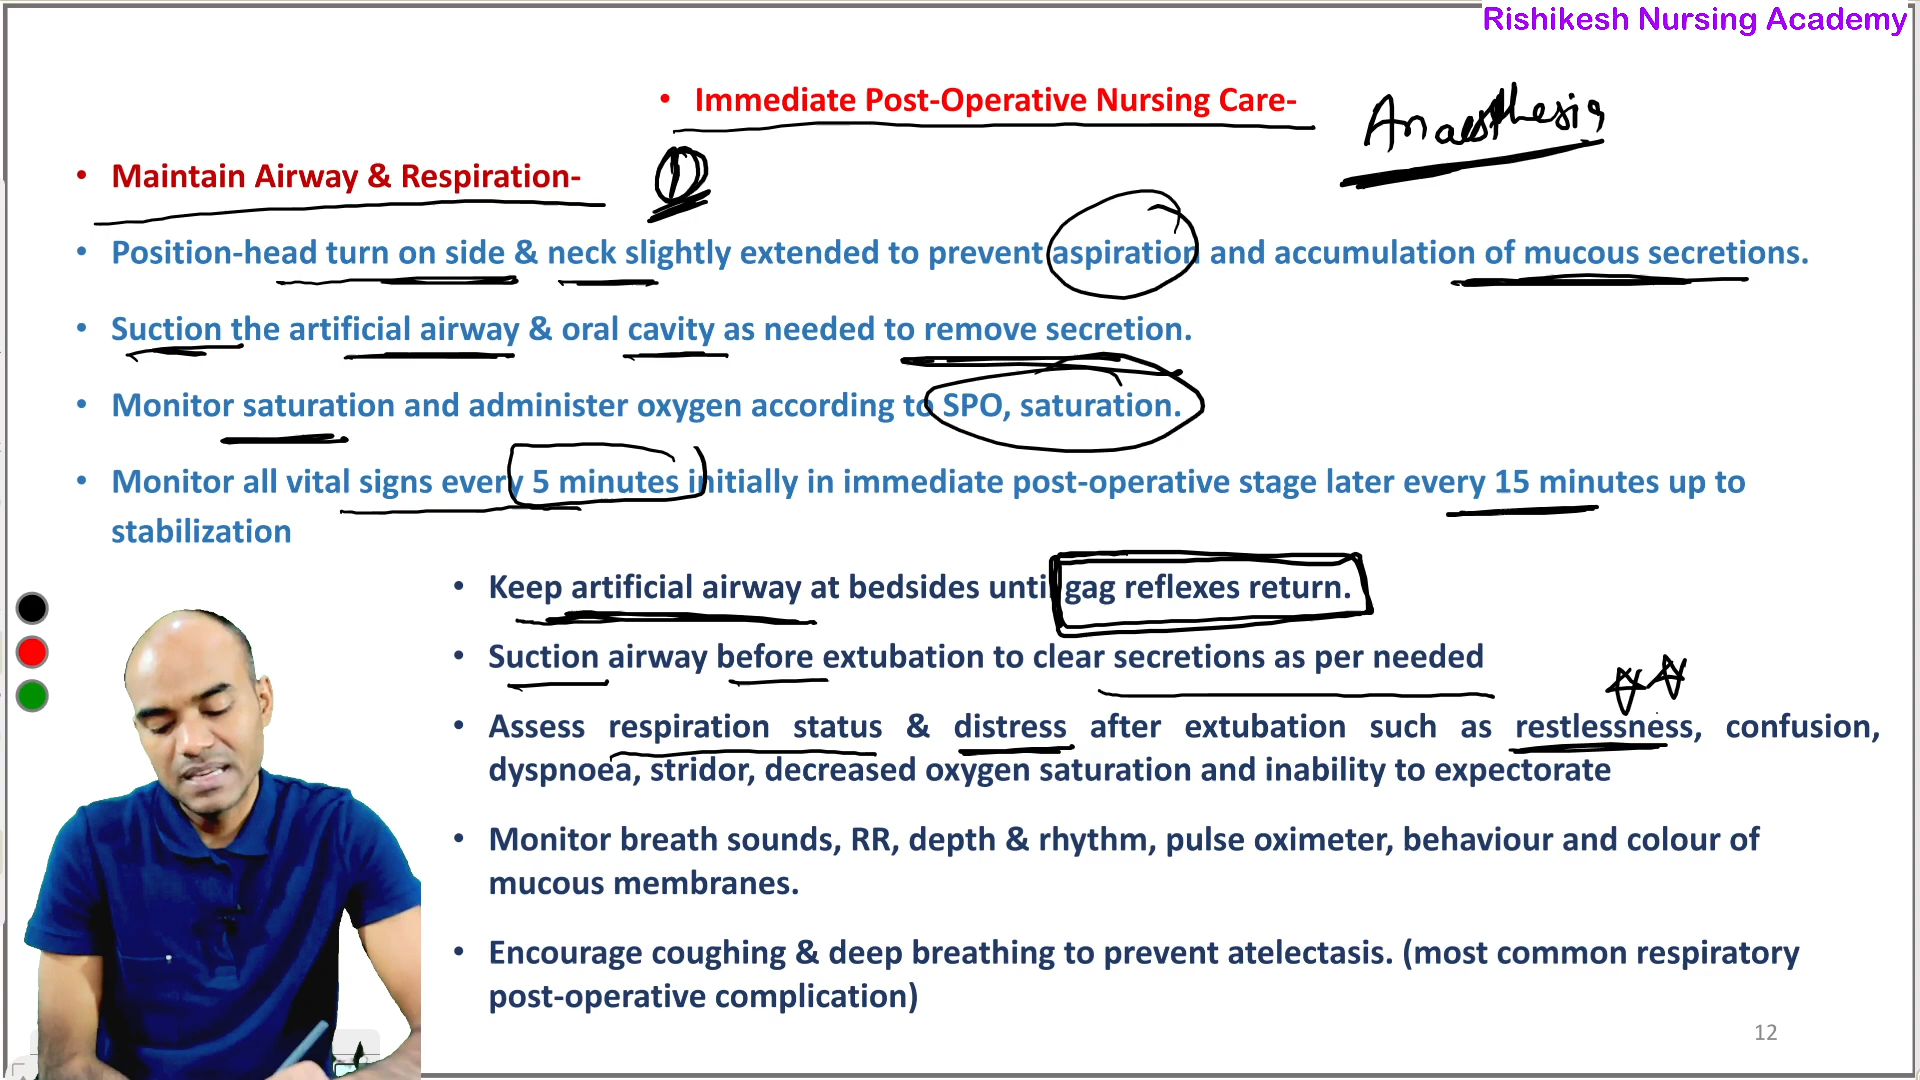 Rishikesh Nursing Academy
• Immediate Post-Operative Nursing Care-
Anaesthesia
• Maintain Airway & Respiration-
1
• Position-head turn on side & neck slightly extended to prevent aspiration and accumulation of mucous secretions.
• Suction the artificial airway & oral cavity as needed to remove secretion.
• Monitor saturation and administer oxygen according to SPO, saturation.
• Monitor all vital signs every 5 minutes initially in immediate post-operative stage later every 15 minutes up to
stabilization
• Keep artificial airway at bedsides until gag reflexes return.
• Suction airway before extubation to clear secretions as per needed
• Assess respiration status & distress after extubation such as restlessness, confusion,
dyspnoea, stridor, decreased oxygen saturation and inability to expectorate
• Monitor breath sounds, RR, depth & rhythm, pulse oximeter, behaviour and colour of
mucous membranes.
• Encourage coughing & deep breathing to prevent atelectasis. (most common respiratory
post-operative complication)
12